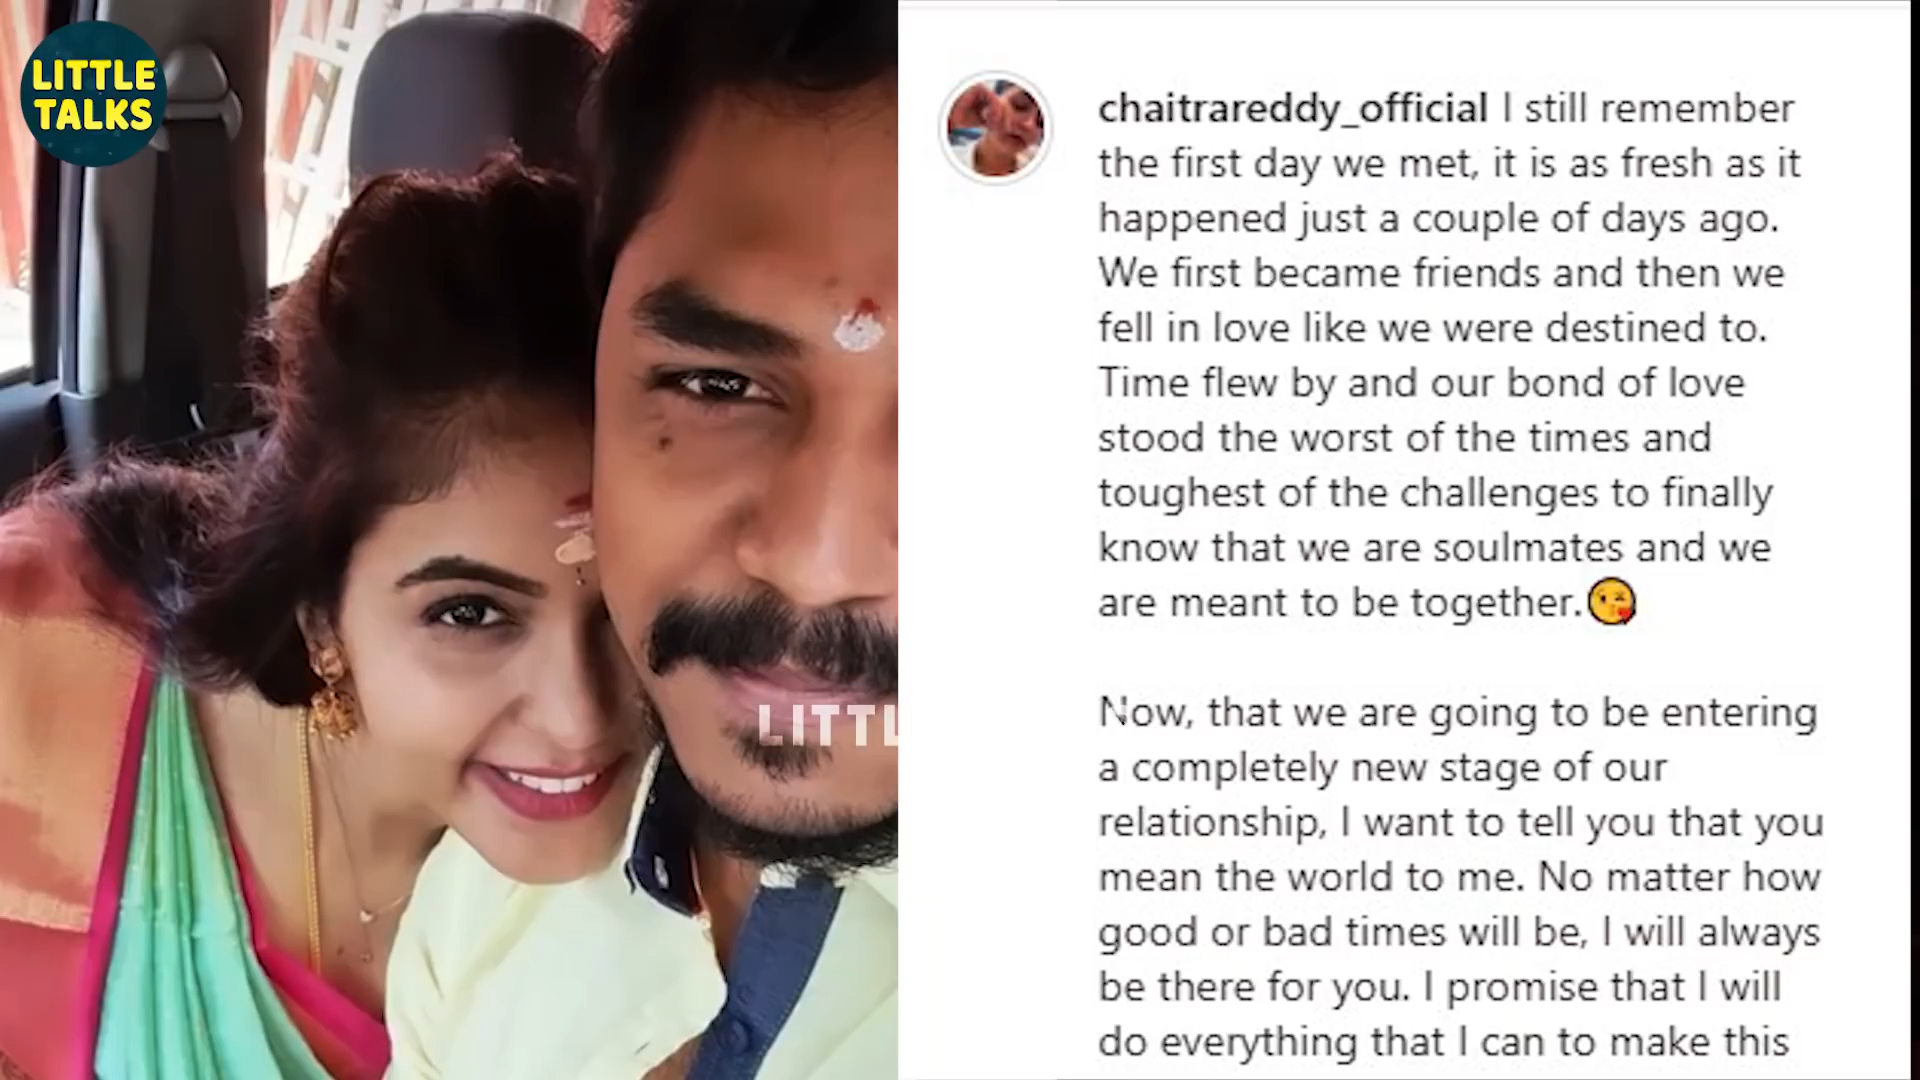 LITTLE
TALKS
LITTL
chaitrareddy_official I still remember
the first day we met, it is as fresh as it
happened just a couple of days ago.
We first became friends and then we
fell in love like we were destined to.
Time flew by and our bond of love
stood the worst of the times and
toughest of the challenges to finally
know that we are soulmates and we
are meant to be together.😘
Now, that we are going to be entering
a completely new stage of our
relationship, I want to tell you that you
mean the world to me. No matter how
good or bad times will be, I will always
be there for you. I promise that I will
do everything that I can to make this